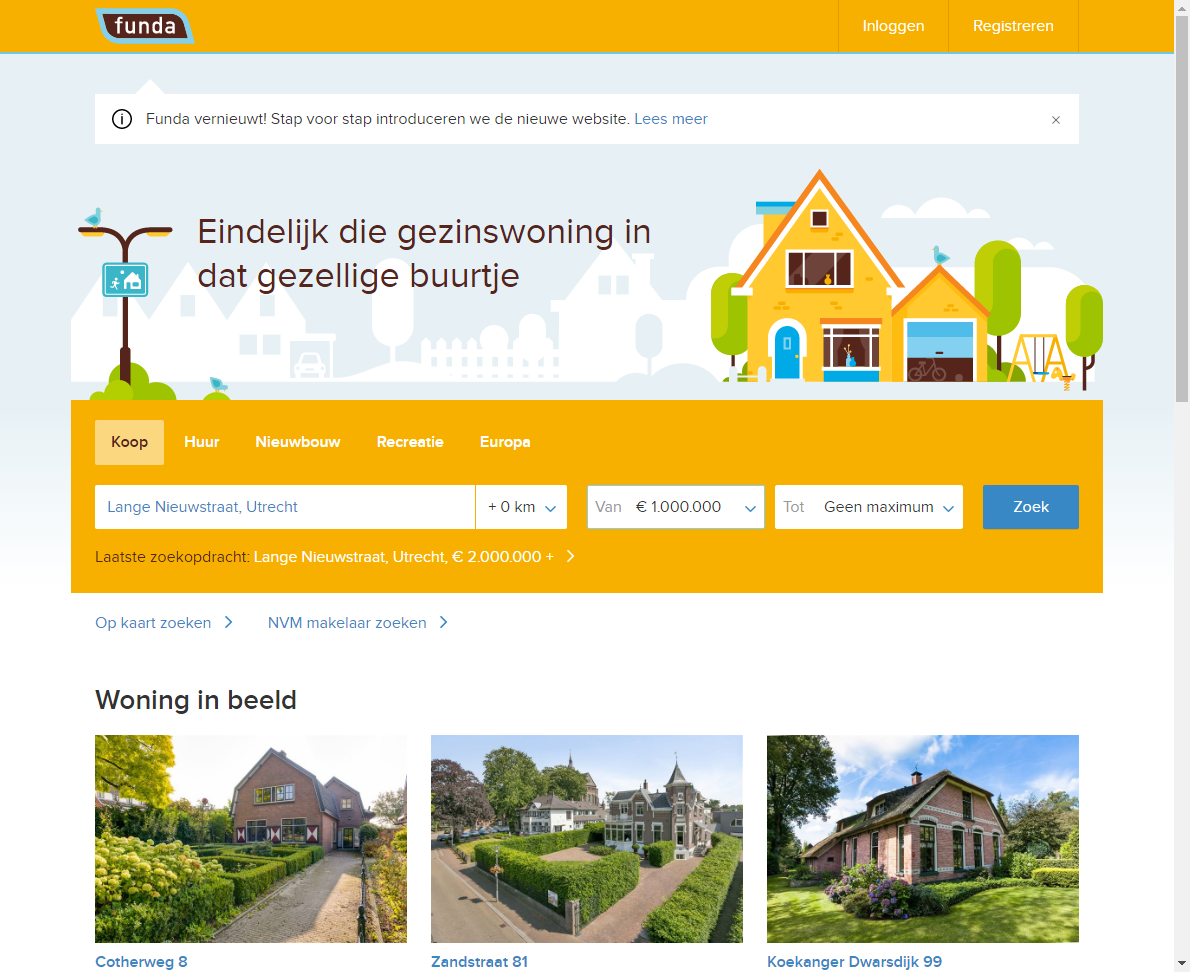 funda
Inloggen
Registreren
Funda vernieuwt! Stap voor stap introduceren we de nieuwe website. Lees meer
Eindelijk die gezinswoning in
dat gezellige buurtje
Koop Huur Nieuwbouw Recreatie Europa
Lange Nieuwstraat, Utrecht + 0 km Van € 1.000.000 Tot Geen maximum Zoek
Laatste zoekopdracht: Lange Nieuwstraat, Utrecht, € 2.000.000 +
Op kaart zoeken NVM makelaar zoeken
Woning in beeld
Cotherweg 8 Zandstraat 81 Koekanger Dwarsdijk 99